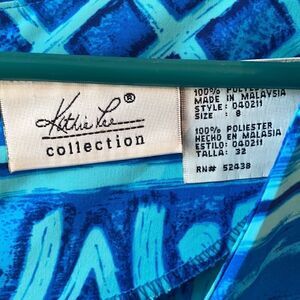 Kathie Lee ®
collection
100% POLYESTER
MADE IN MALAYSIA
STYLE: 040211
SIZE : 8
100% POLIESTER
HECHO EN MALASIA
ESTILO: 040211
TALLA: 32
RN# 52438